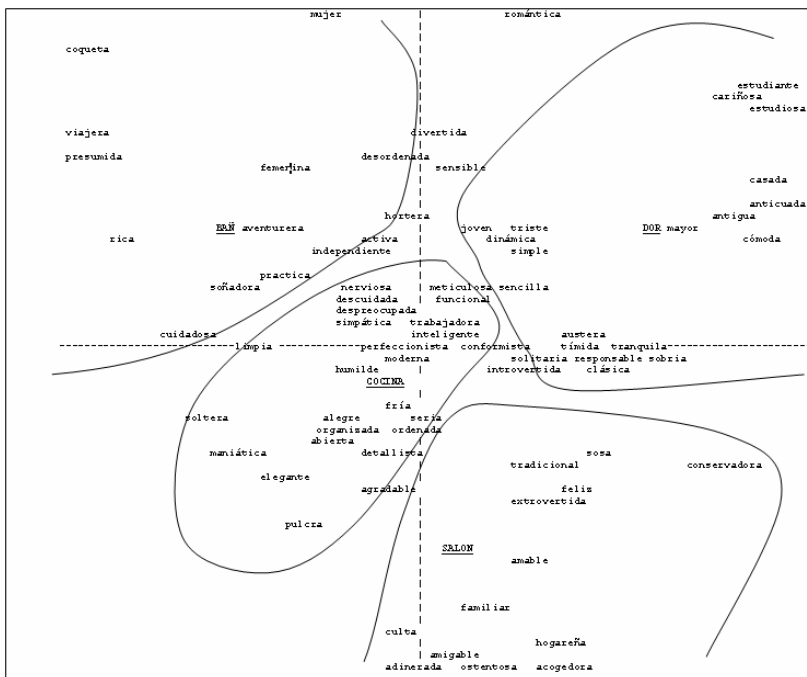 mujer romántica
coqueta
estudiante
cariñosa
estudiosa
viajera divertida
presumida desordenada
femenina sensible
casada
anticuada
hortera antigua
BAÑ aventurera joven triste DOR mayor
rica activa dinámica cómoda
independiente simple
practica
soñadora nerviosa meticulosa sencilla
descuidada funcional
despreocupada
simpática trabajadora
cuidadosa inteligente austera
limpia perfeccionista conformista tímida tranquila
moderna solitaria responsable sobria
humilde introvertida clásica
COCINA
fría
soltera alegre seria
organizada ordenada
abierta
maniática detallista sosa
tradicional conservadora
elegante
agradable feliz
extrovertida
pulcra
SALON
amable
familiar
culta
hogareña
amigable
adinerada ostentosa acogedora